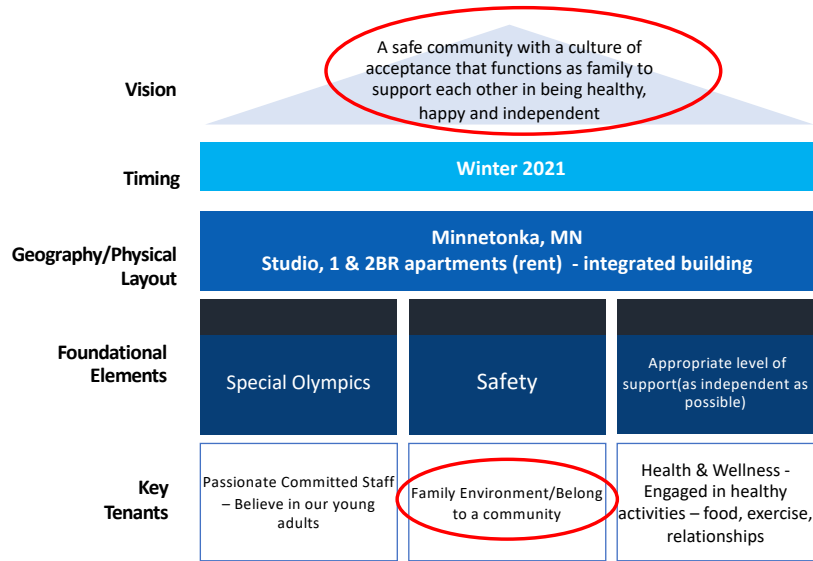 Vision
A safe community with a culture of
acceptance that functions as family to
support each other in being healthy,
happy and independent
Timing
Winter 2021
Geography/Physical
Layout
Minnetonka, MN
Studio, 1 & 2BR apartments (rent)  - integrated building
Foundational
Elements
Special Olympics
Safety
Appropriate level of
support(as independent as
possible)
Key
Tenants
Passionate Committed Staff
– Believe in our young
adults
Family Environment/Belong
to a community
Health & Wellness -
Engaged in healthy
activities – food, exercise,
relationships